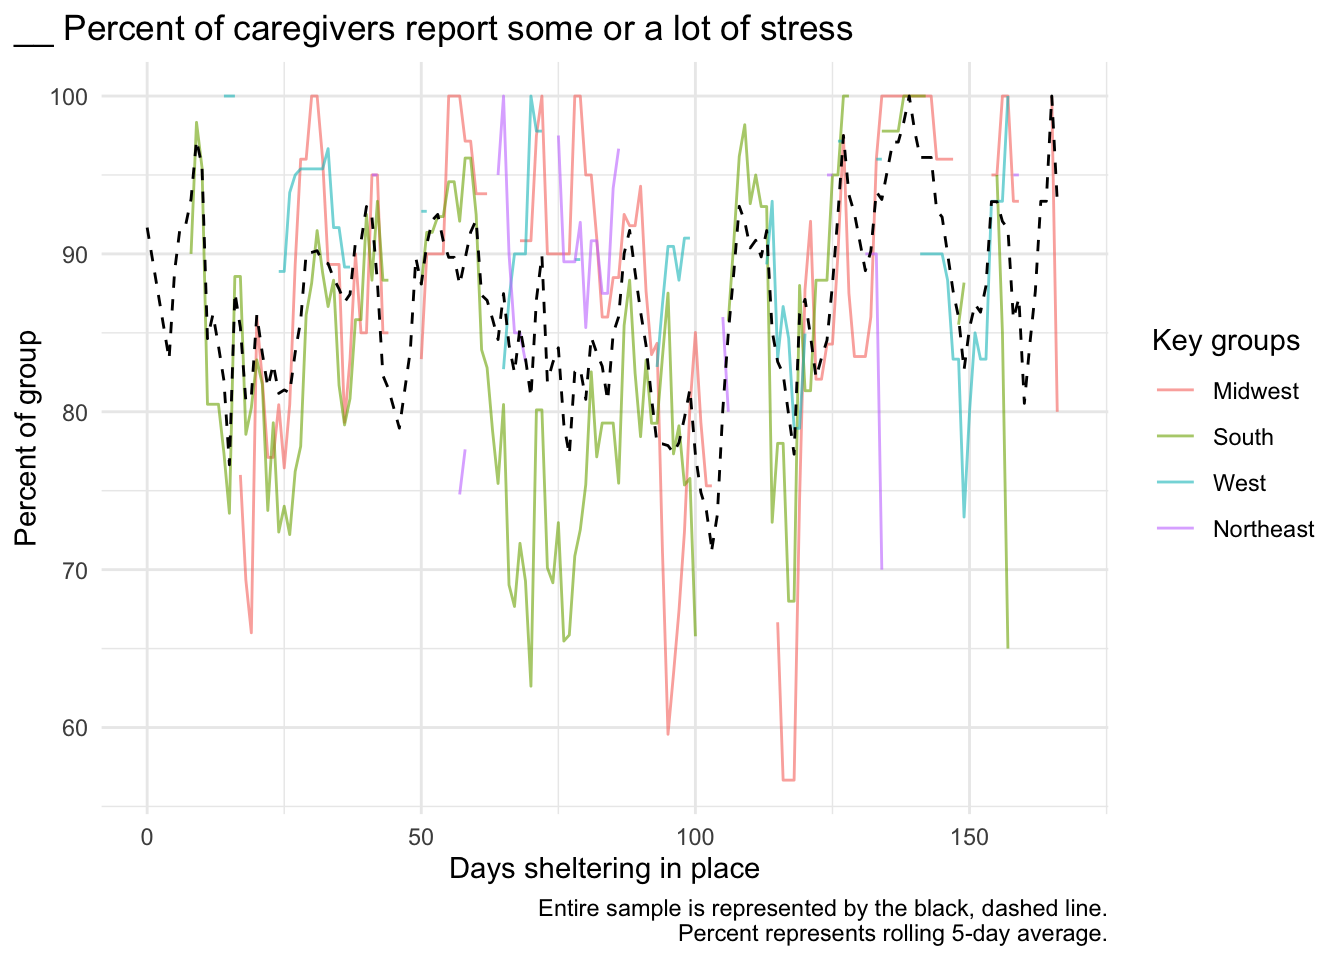 __ Percent of caregivers report some or a lot of stress
Percent of group
100
90
80
70
60
0
50
100
150
Days sheltering in place
Key groups
Midwest
South
West
Northeast
Entire sample is represented by the black, dashed line.
Percent represents rolling 5-day average.